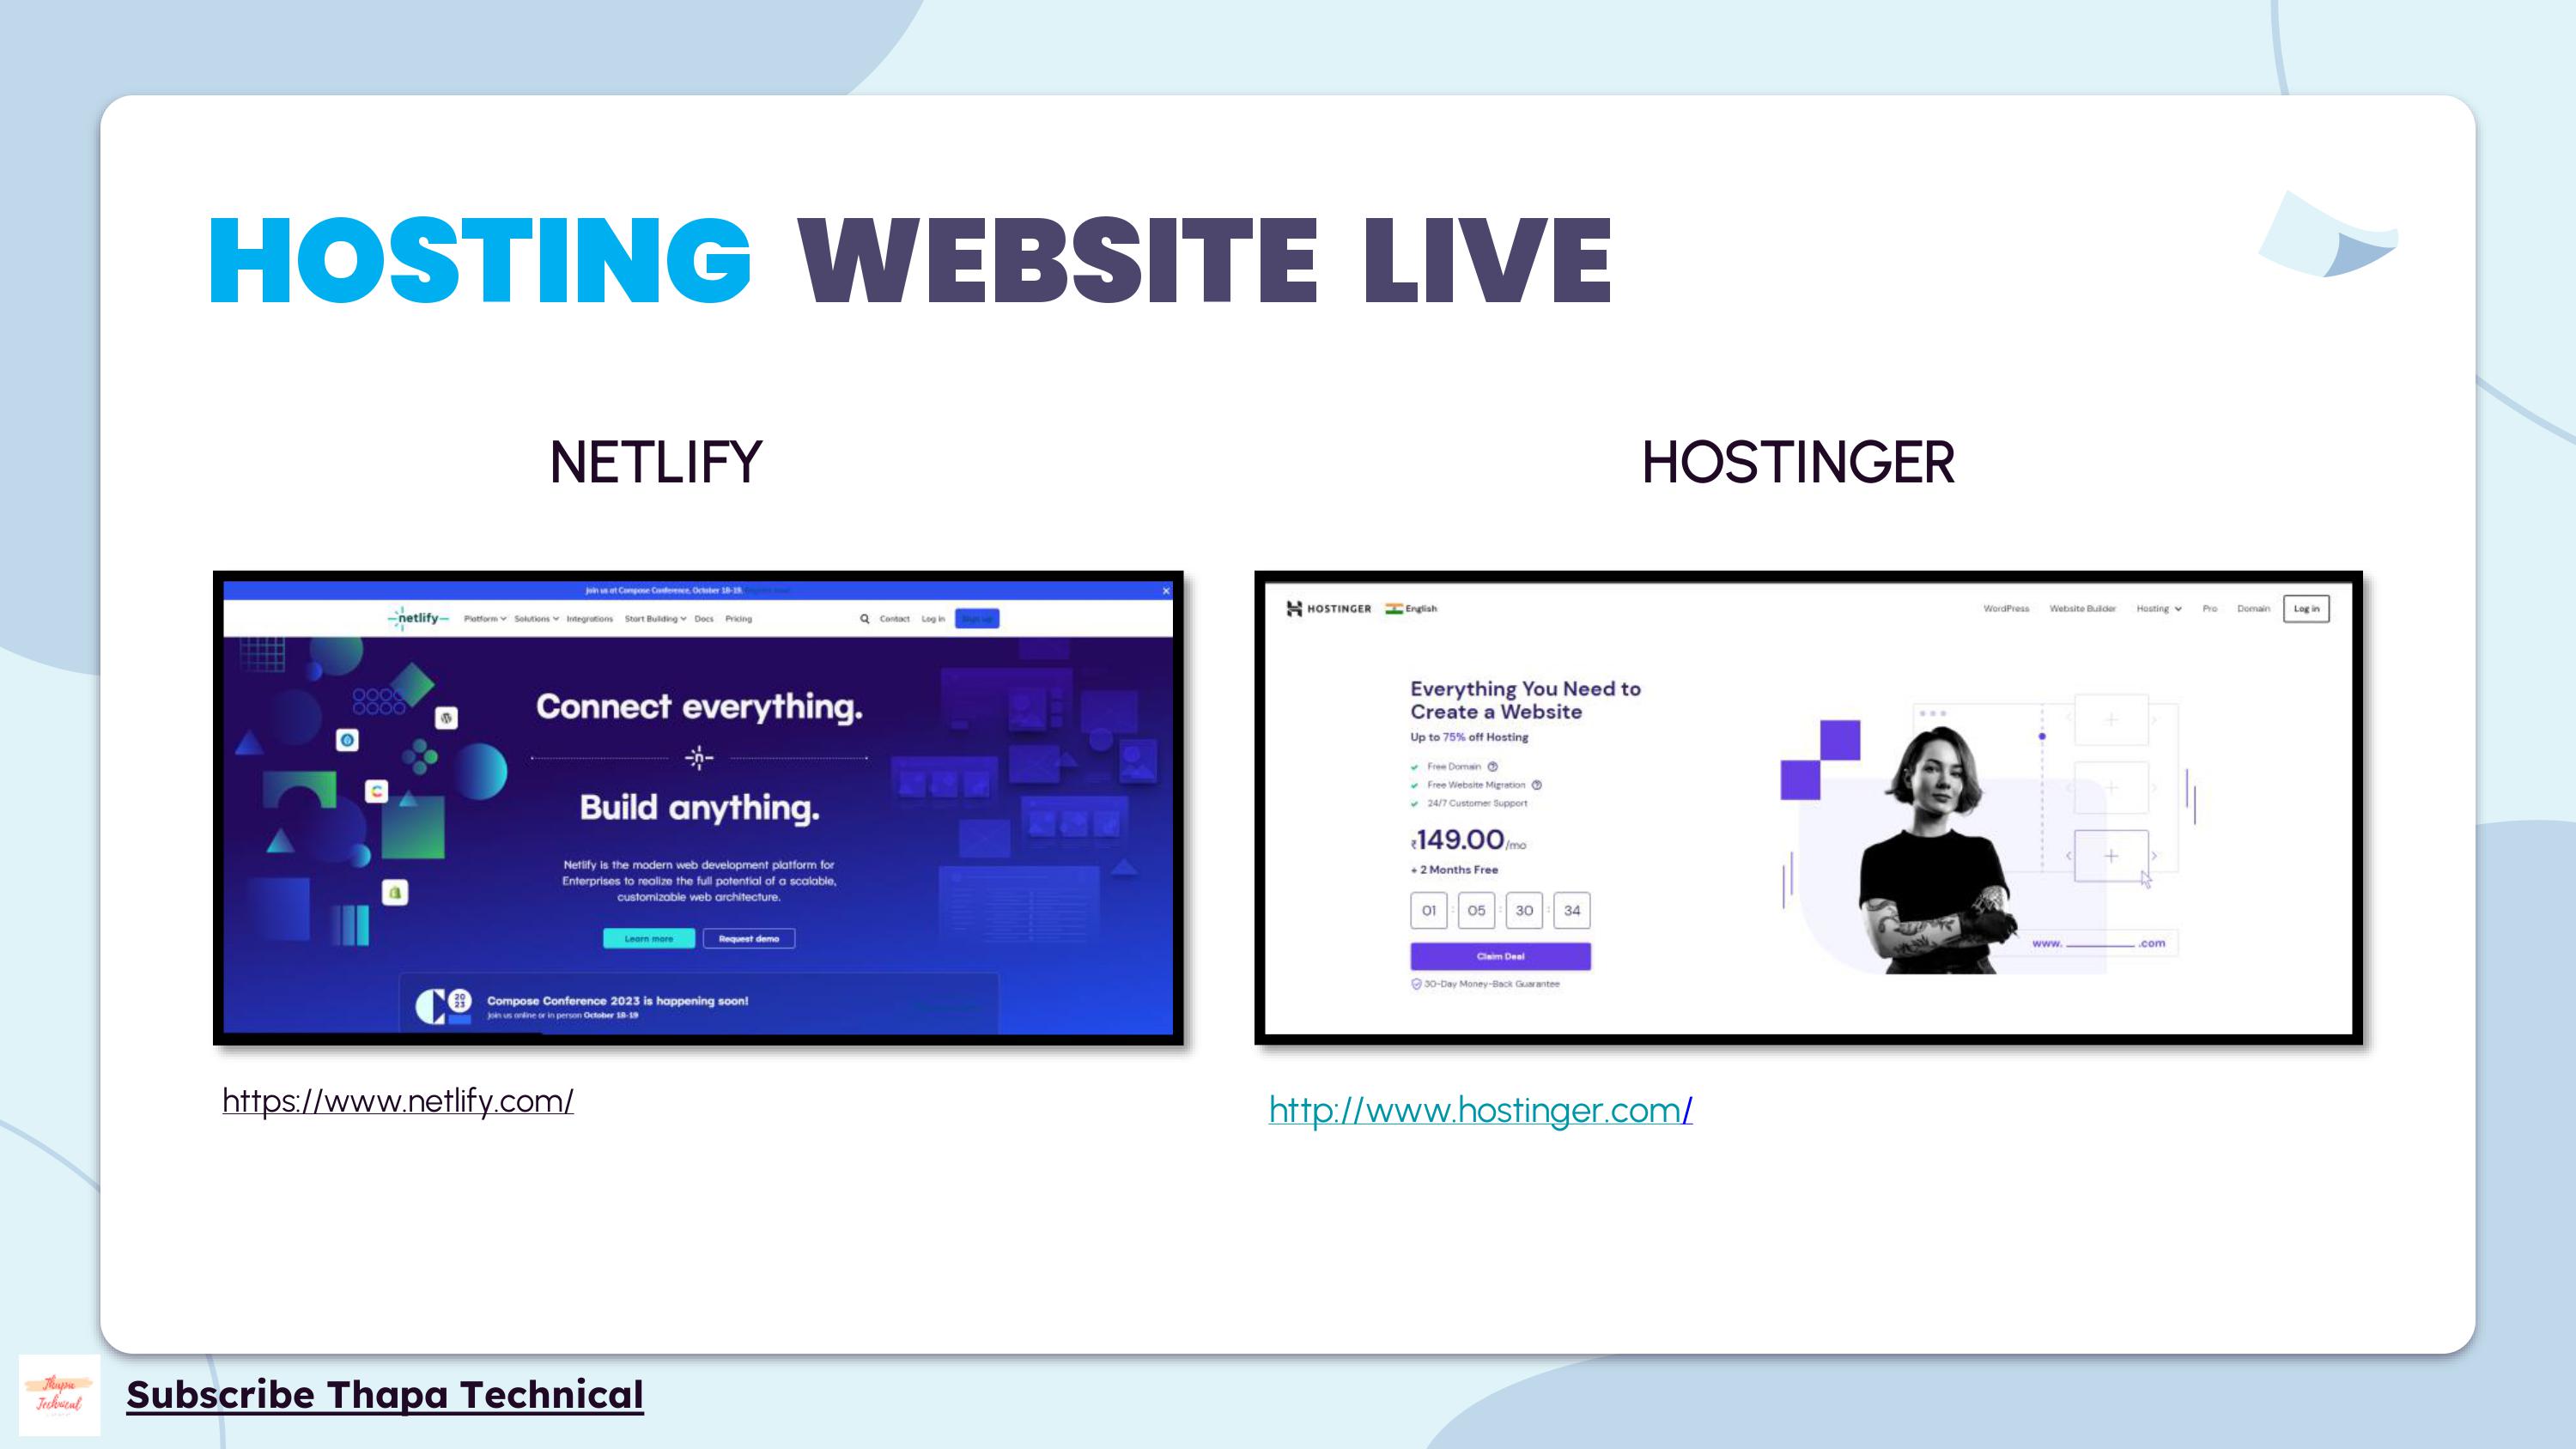 HOSTING WEBSITE LIVE
NETLIFY
HOSTINGER
Join us at Compose Conference, October 18-19.
netlify
Platform Solutions Integrations Start Building Docs Pricing Contact Log in Sign up
Connect everything.
Build anything.
Netlify is the modern web development platform for
Enterprises to realize the full potential of a scalable,
customizable web architecture.
Learn more Request demo
2023
Compose Conference 2023 is happening soon!
Join us online or in person October 18-19
HOSTINGER English WordPress Website Builder Hosting Pro Domain Log in
Everything You Need to
Create a Website
Up to 75% off Hosting
Free Domain
Free Website Migration
24/7 Customer Support
₹149.00/mo
+ 2 Months Free
01 : 05 : 30 : 34
Claim Deal
30-Day Money-Back Guarantee
www. ________ .com
https://www.netlify.com/
http://www.hostinger.com/
Thapa
Technical
Subscribe Thapa Technical